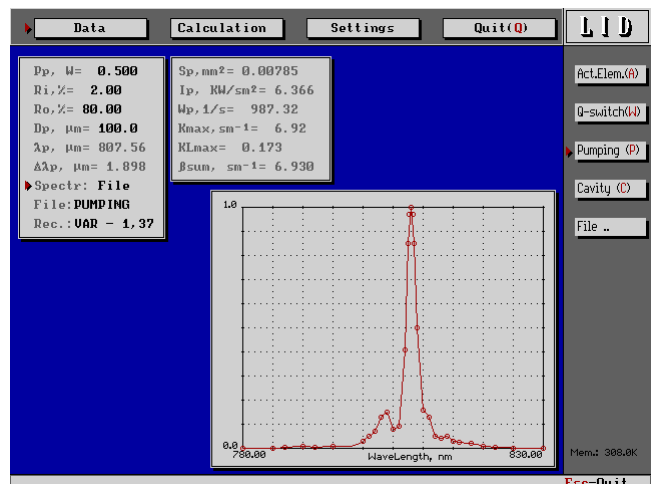 Data Calculation Settings Quit(Q) LID
Pp, W= 0.500
Ri,%= 2.00
Ro,%= 80.00
Dp, µm= 100.0
λp, µm= 807.56
Δλp, µm= 1.898
Spectr: File
File:PUMPING
Rec.:VAR - 1,37
Sp,mm²= 0.00785
Ip, KW/sm²= 6.366
Wp,1/s= 987.32
Kmax,sm⁻¹= 6.92
KLmax= 0.173
βsum, sm⁻¹= 6.930
Act.Elem.(A)
Q-switch(W)
Pumping (P)
Cavity (C)
File ..
1.0
0.0
780.00 WaveLength, nm 830.00
Mem.: 308.0K
Esc-Quit